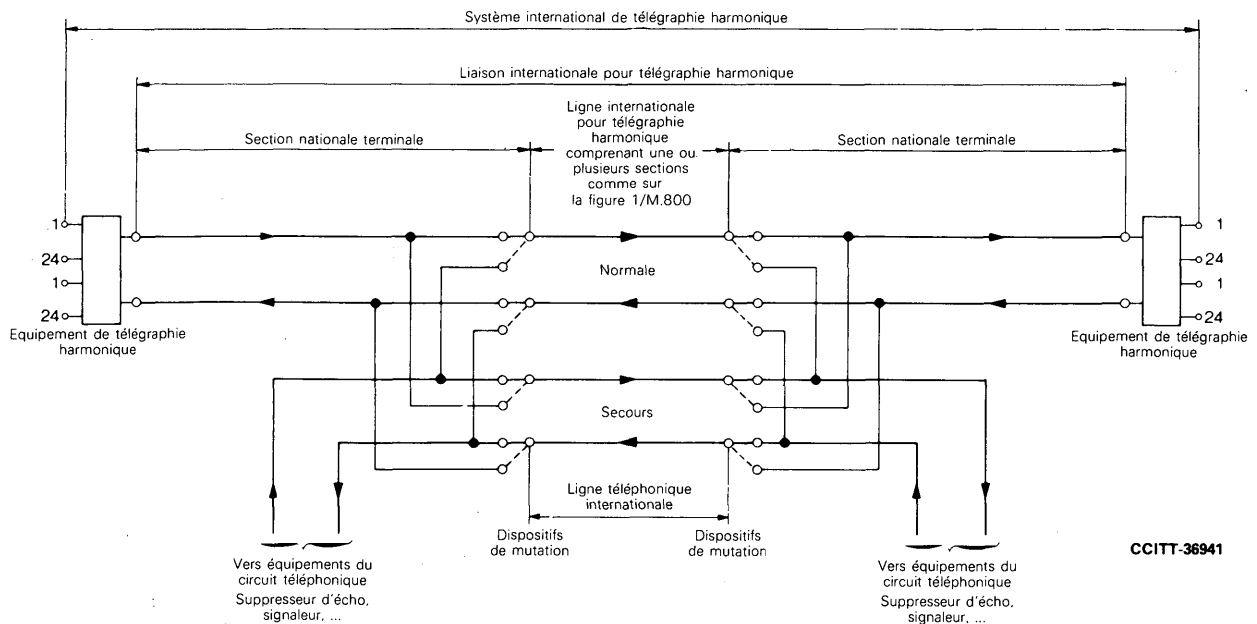 Système international de télégraphie harmonique
Liaison internationale pour télégraphie harmonique
Section nationale terminale
Ligne internationale
pour télégraphie
harmonique
comprenant une ou
plusieurs sections
comme sur
la figure 1/M.800
Section nationale terminale
1
24
1
24
Equipement de télégraphie
harmonique
Normale
1
24
1
24
Equipement de télégraphie
harmonique
Secours
Ligne téléphonique
internationale
Dispositifs
de mutation
Dispositifs
de mutation
Vers équipements du
circuit téléphonique
Suppresseur d'écho,
signaleur, ...
Vers équipements du
circuit téléphonique
Suppresseur d'écho,
signaleur, ...
CCITT-36941